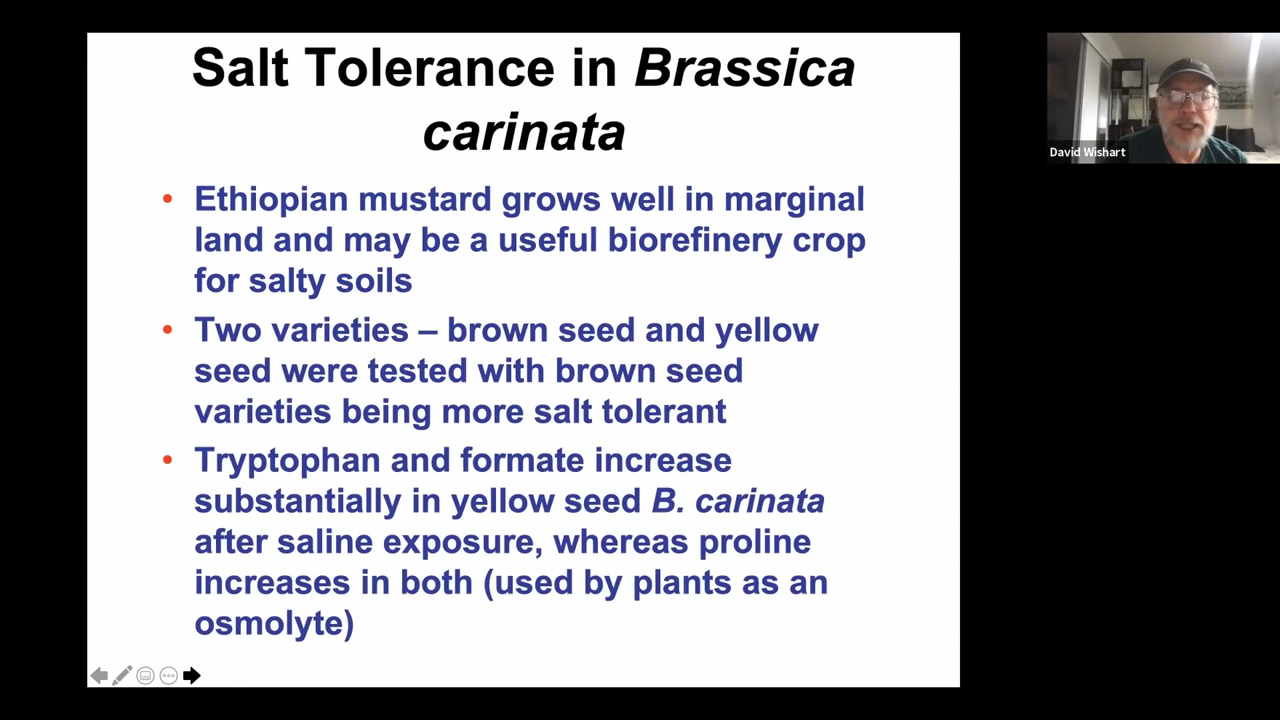 Salt Tolerance in Brassica
carinata
• Ethiopian mustard grows well in marginal
land and may be a useful biorefinery crop
for salty soils
• Two varieties – brown seed and yellow
seed were tested with brown seed
varieties being more salt tolerant
• Tryptophan and formate increase
substantially in yellow seed B. carinata
after saline exposure, whereas proline
increases in both (used by plants as an
osmolyte)
David Wishart